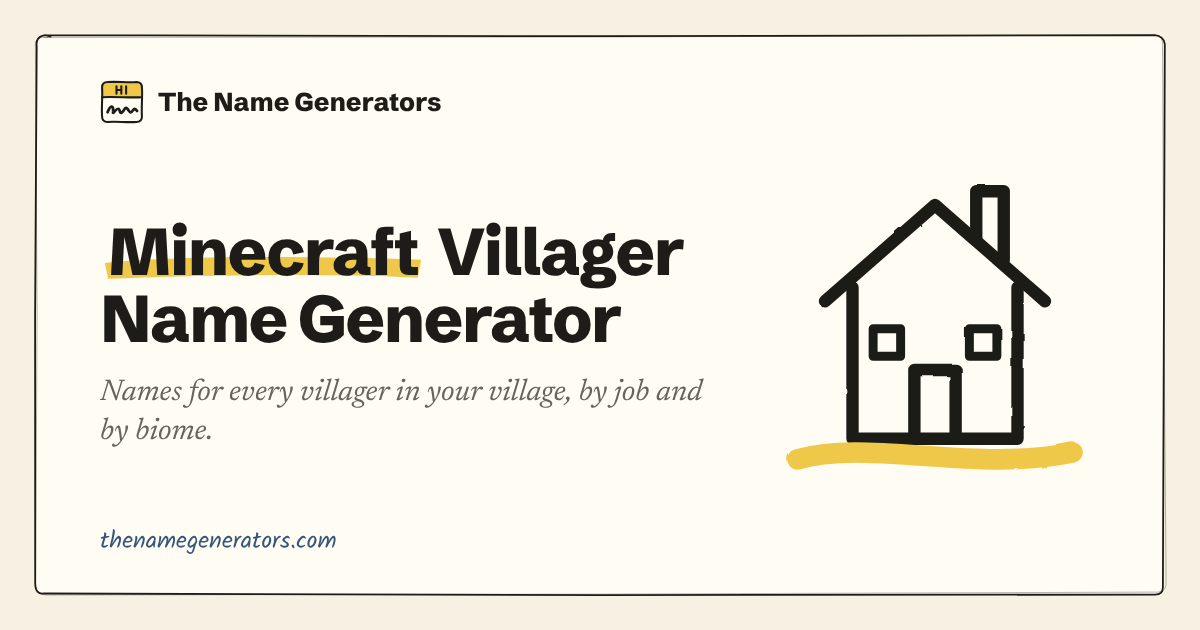 HI
The Name Generators
Minecraft Villager
Name Generator
Names for every villager in your village, by job and
by biome.
thenamegenerators.com